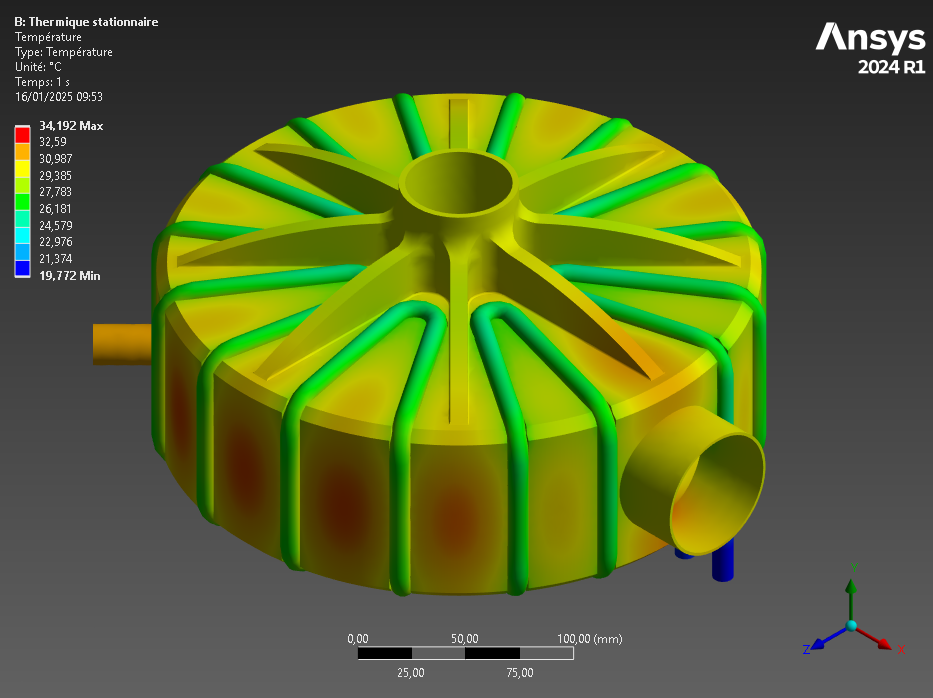 B: Thermique stationnaire
Température
Type: Température
Unité: °C
Temps: 1 s
16/01/2025 09:53
Ansys
2024 R1
34,192 Max
32,59
30,987
29,385
27,783
26,181
24,579
22,976
21,374
19,772 Min
0,00 50,00 100,00 (mm)
25,00 75,00
Y
Z X